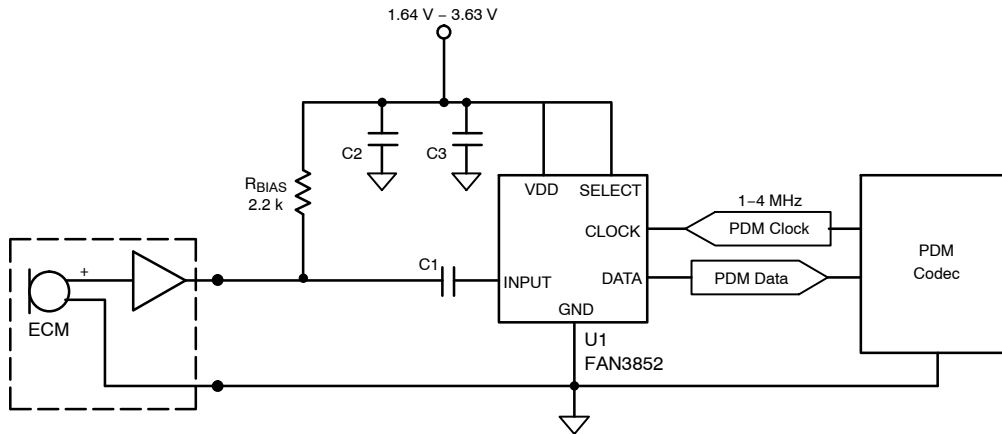 1.64 V − 3.63 V
C2
C3
R_BIAS
2.2 k
VDD
SELECT
1−4 MHz
CLOCK
PDM Clock
PDM
Codec
+
C1
INPUT
DATA
PDM Data
GND
ECM
U1
FAN3852